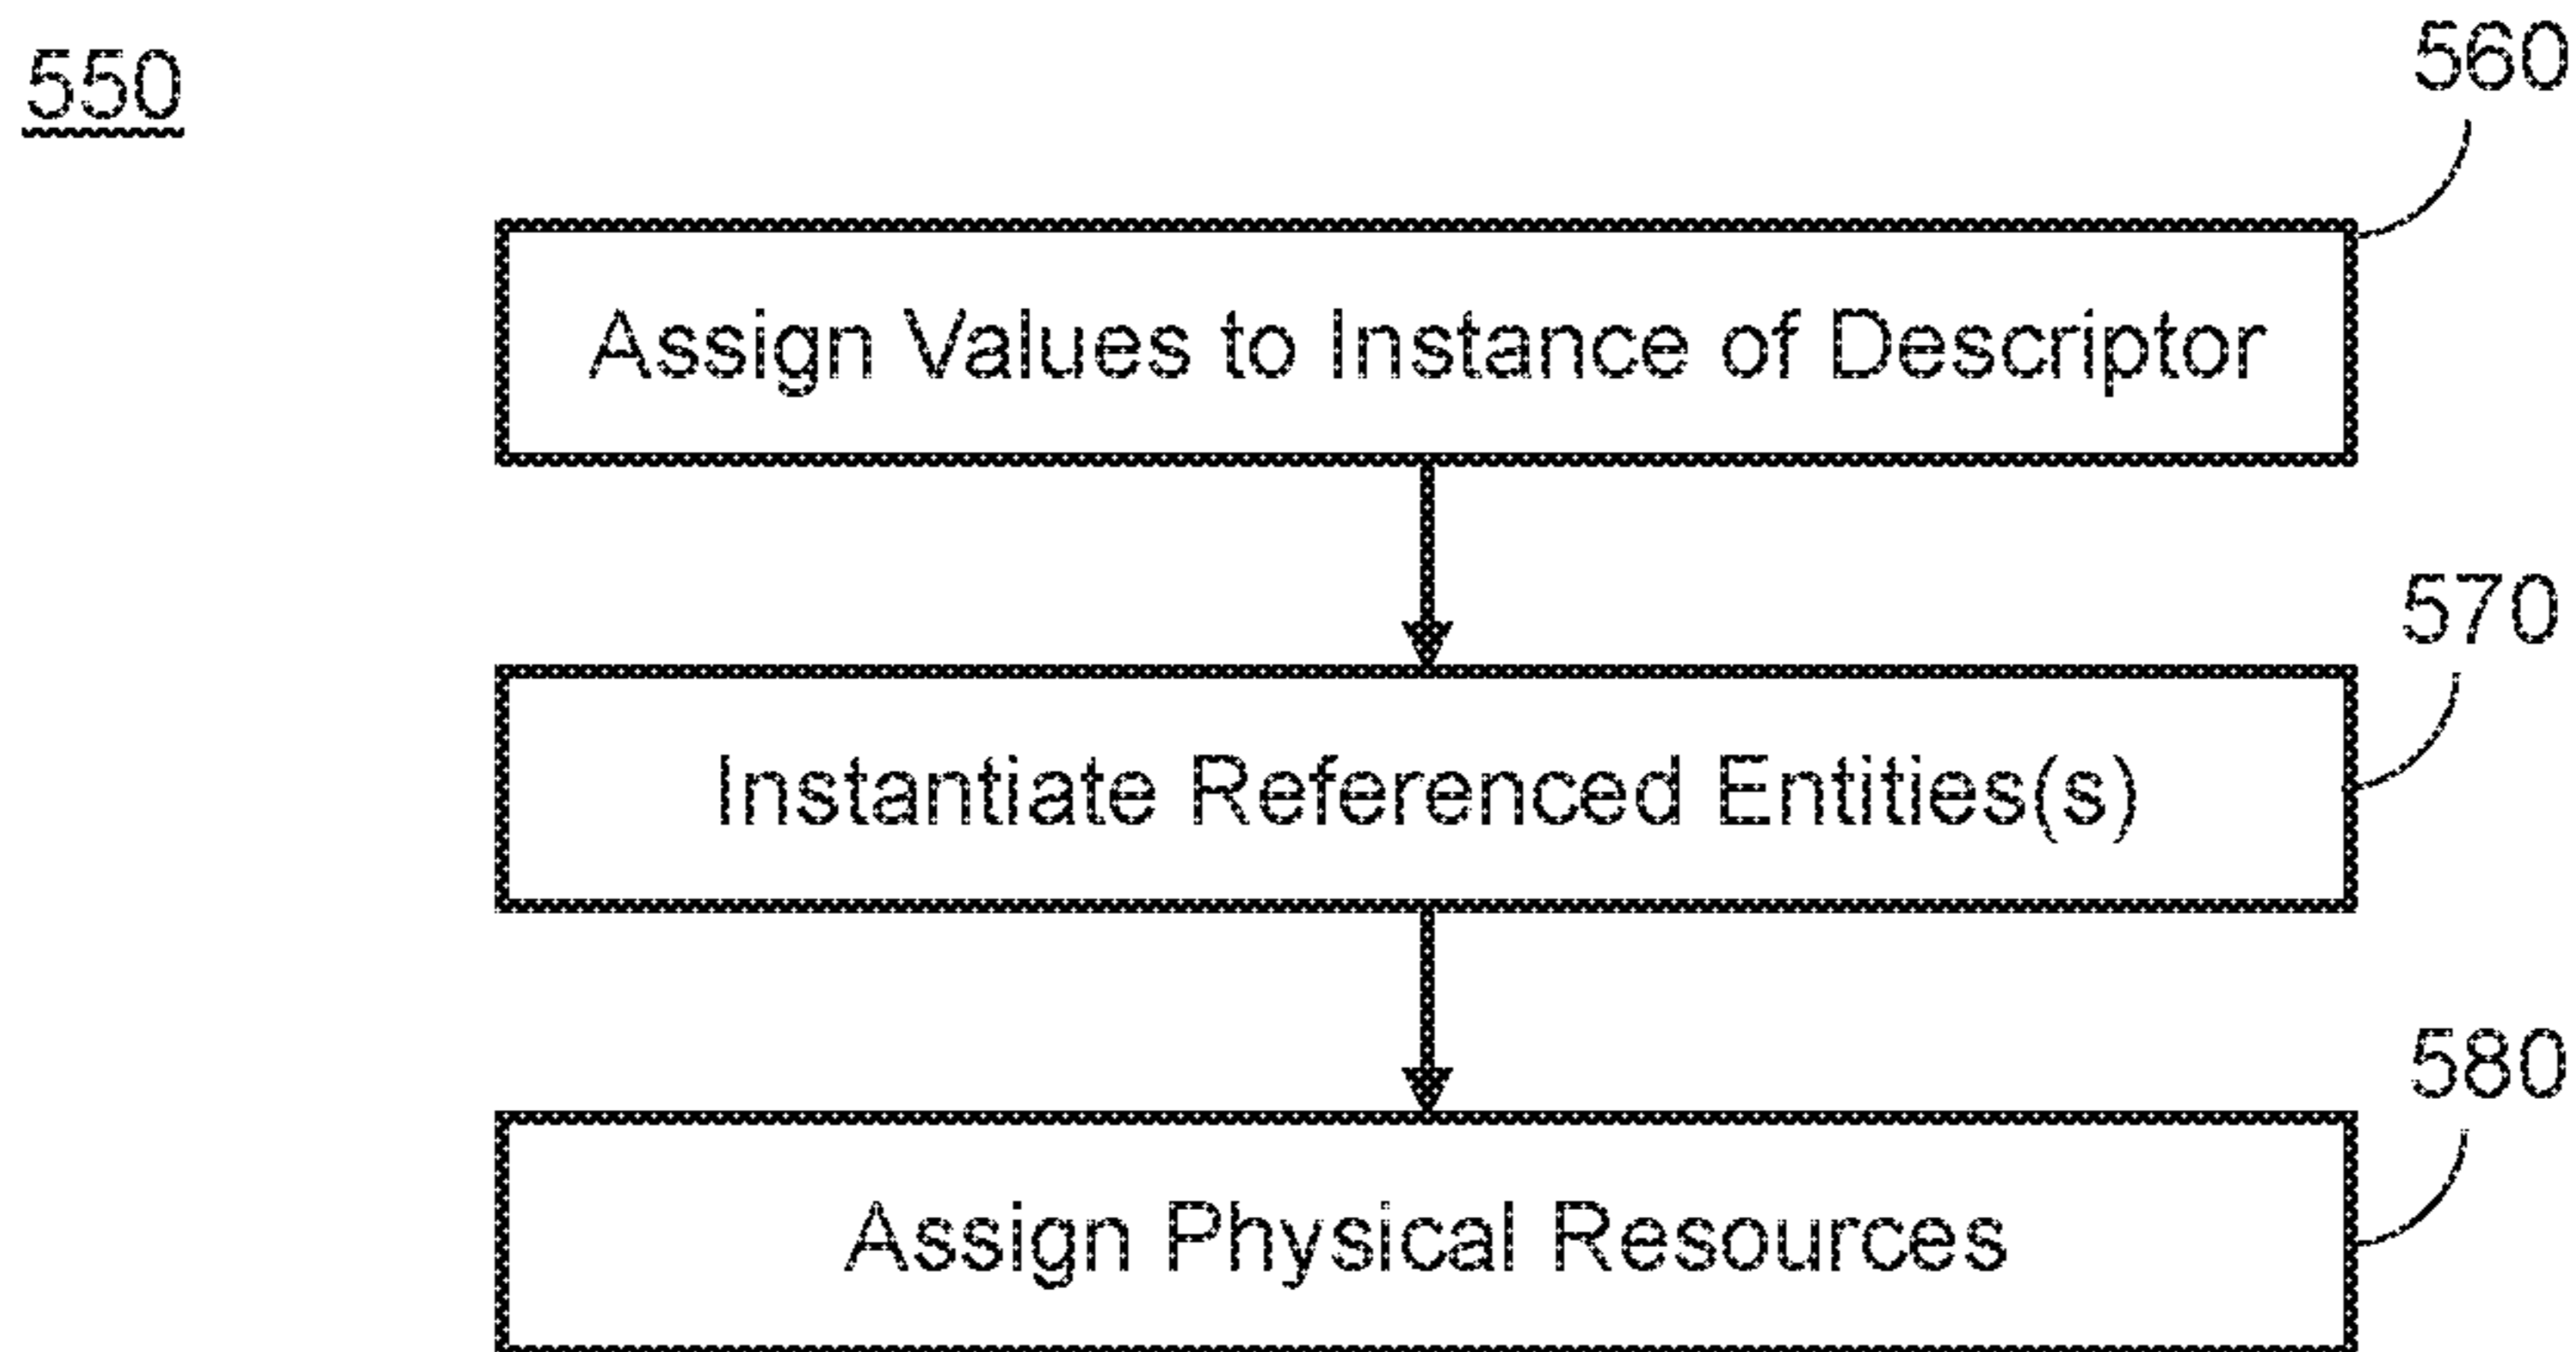 550
560
Assign Values to Instance of Descriptor
570
Instantiate Referenced Entities(s)
580
Assign Physical Resources